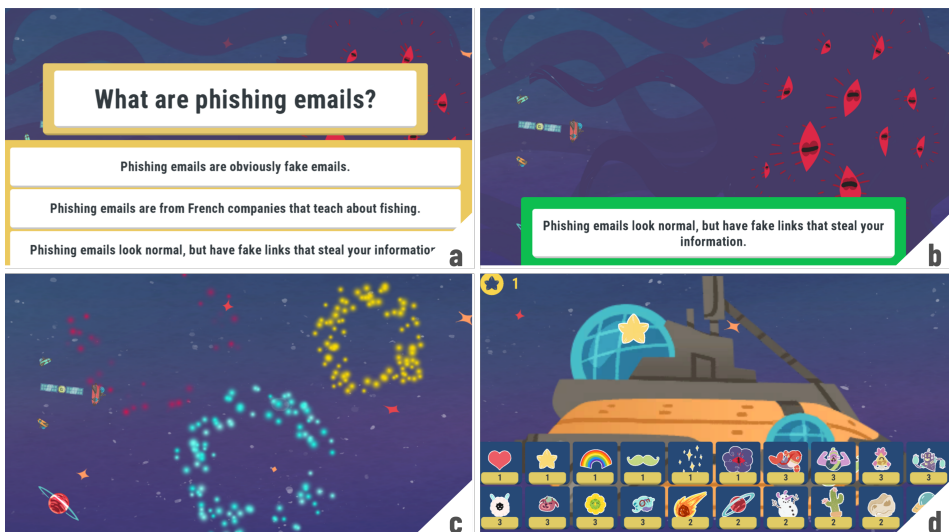 What are phishing emails?
Phishing emails are obviously fake emails.
Phishing emails are from French companies that teach about fishing.
Phishing emails look normal, but have fake links that steal your information
a
Phishing emails look normal, but have fake links that steal your
information.
b
c
1
1 1 1 1 1 1 3 3 3 3
3 3 3 3 2 2 2 2 2
d